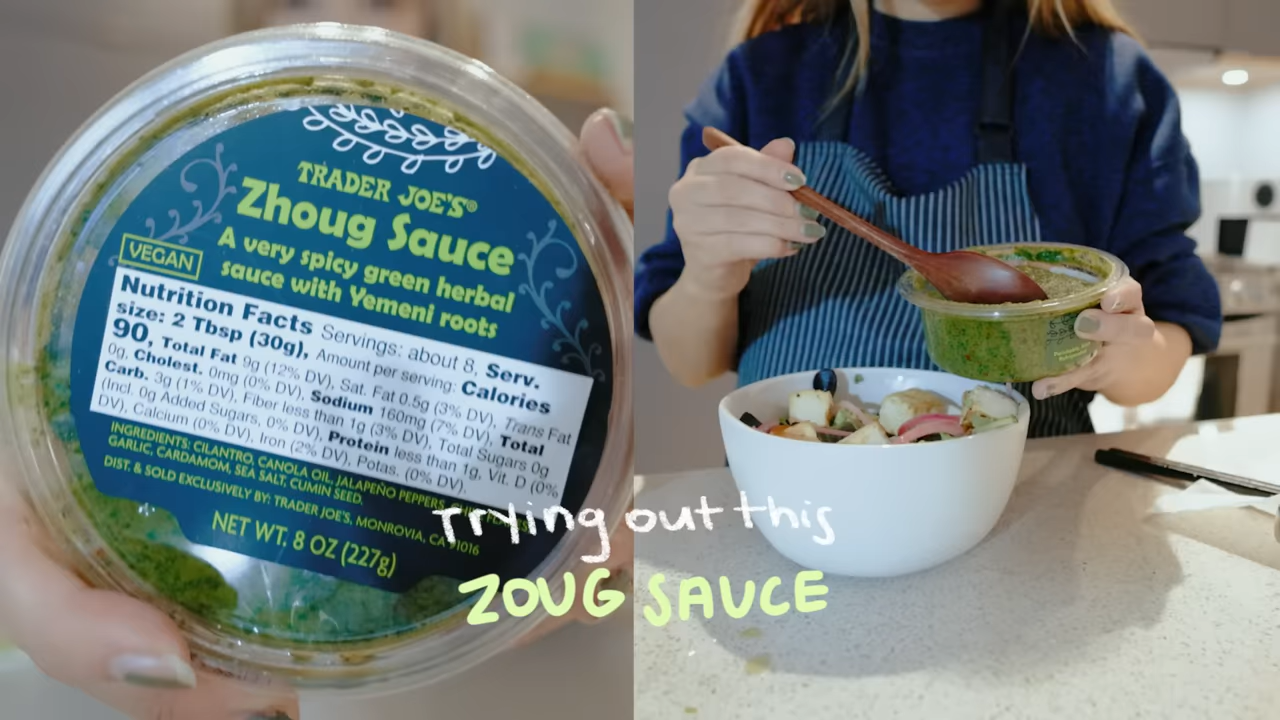 TRADER JOE'S®
Zhoug Sauce
A very spicy green herbal
sauce with Yemeni roots
VEGAN
Nutrition Facts Servings: about 8, Serv.
size: 2 Tbsp (30g), Amount per serving: Calories
90, Total Fat 9g (12% DV), Sat. Fat 0.5g (3% DV), Trans Fat
0g, Cholest. 0mg (0% DV), Sodium 160mg (7% DV), Total
Carb. 3g (1% DV), Fiber less than 1g (3% DV), Total Sugars 0g
(Incl. 0g Added Sugars, 0% DV), Protein less than 1g, Vit. D (0%
DV), Calcium (0% DV), Iron (2% DV), Potas. (0% DV).
INGREDIENTS: CILANTRO, CANOLA OIL, JALAPEÑO PEPPERS, CHILI FLAKES,
GARLIC, CARDAMOM, SEA SALT, CUMIN SEED.
DIST. & SOLD EXCLUSIVELY BY: TRADER JOE'S, MONROVIA, CA 91016
NET WT. 8 OZ (227g)
Trying out this
ZOUG SAUCE